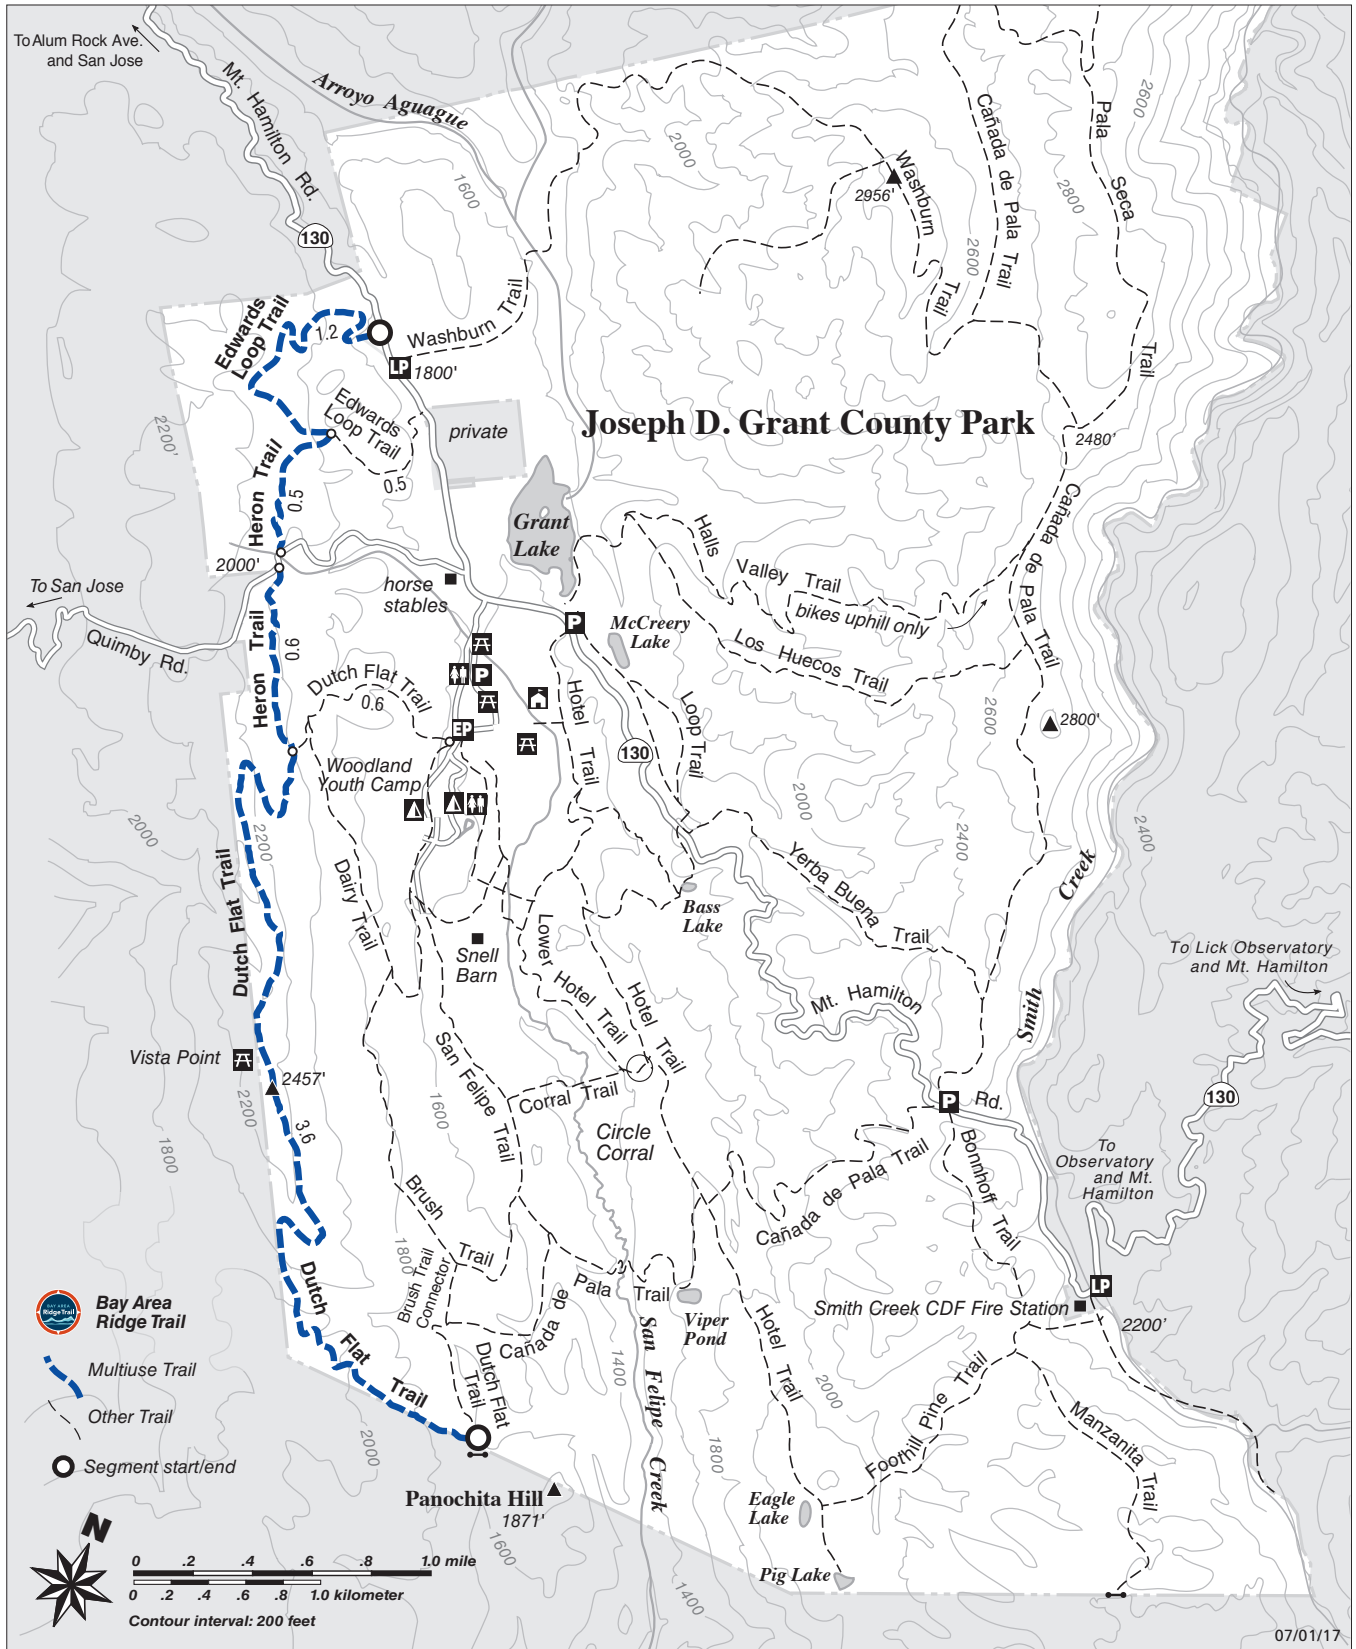 To Alum Rock Ave.
and San Jose
Mt. Hamilton Rd.
Arroyo Aguague
1600
2000
Washburn
Trail
2956'
Cañada de Pala Trail
2600
2800
Pala
Seca
Trail
2600
130
Edwards
Loop Trail
1.2
Washburn Trail
LP
1800'
Edwards
Loop Trail
0.5
private
Joseph D. Grant County Park
2480'
2200'
Heron Trail
0.5
Grant
Lake
Halls
Valley Trail
bikes uphill only
Cañada de Pala Trail
2000'
To San Jose
Quimby Rd.
horse
stables
P
McCreery
Lake
Los Huecos Trail
Heron Trail
0.6
Dutch Flat Trail
0.6
P
EP
Hotel Trail
Loop Trail
130
2600
2800'
Woodland
Youth Camp
2000
2200
2000
2400
2400
Dutch Flat Trail
Dairy Trail
Yerba Buena
Trail
Smith Creek
Bass
Lake
Snell
Barn
Lower
Hotel Trail
Hotel Trail
To Lick Observatory
and Mt. Hamilton
Mt. Hamilton
Rd.
Vista Point
2457'
2200
1800
3.6
San Felipe Trail
1600
Corral Trail
Circle
Corral
P
130
To
Observatory
and Mt.
Hamilton
Cañada de Pala Trail
Bonnhoff Trail
Brush
Trail
1800
Brush Trail
Connector
Cañada de
Pala Trail
Viper
Pond
LP
Smith Creek CDF Fire Station
2200'
Dutch
Flat
Trail
Dutch Flat
Trail
1400
San Felipe Creek
Hotel Trail
2000
Foothill Pine Trail
Manzanita
Trail
2000
1800
Panochita Hill
1871'
1600
Eagle
Lake
Pig Lake
1400
BAY AREA
Ridge Trail
Bay Area
Ridge Trail
Multiuse Trail
Other Trail
Segment start/end
N
0 .2 .4 .6 .8 1.0 mile
0 .2 .4 .6 .8 1.0 kilometer
Contour interval: 200 feet
07/01/17